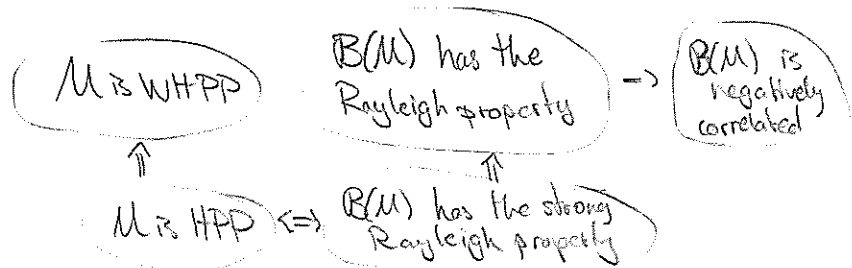 M is WHPP
B(M) has the
Rayleigh property
→
B(M) is
negatively
correlated
⇑
⇑
M is HPP
⇔
B(M) has the strong
Rayleigh property